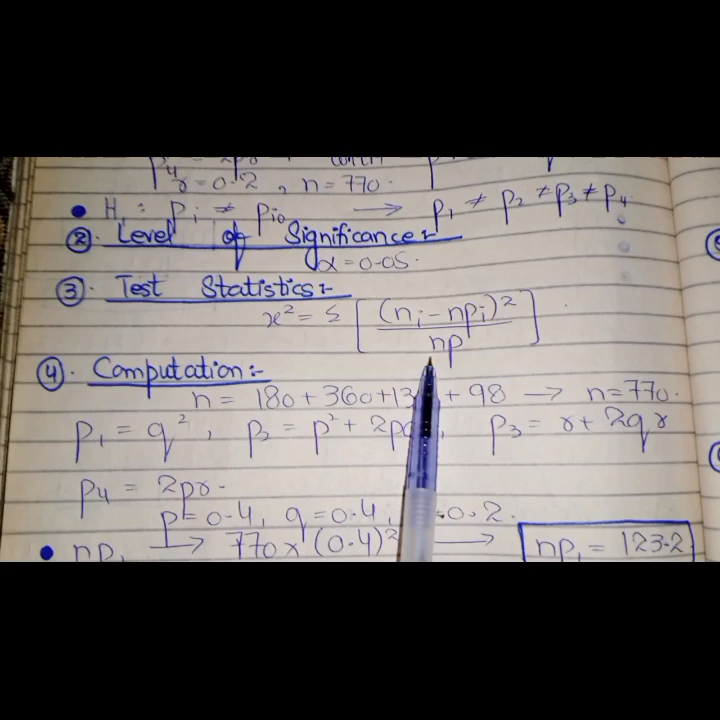 r=0.2, n=770.
• H₁: pᵢ ≠ pᵢ₀ → p₁ ≠ p₂ ≠ p₃ ≠ p₄
②. Level of Significance:-
α=0.05.
③. Test Statistics:-
x² = Σ [ (nᵢ-npᵢ)² / np ]
④. Computation:-
n = 180+360+13 +98 → n=770.
p₁ = q², p₂ = p²+2p , p₃ = r+2qr
p₄ = 2pr.
p=0.4, q=0.4, =0.2.
• np₁ → 770x(0.4)² → np₁ = 123.2